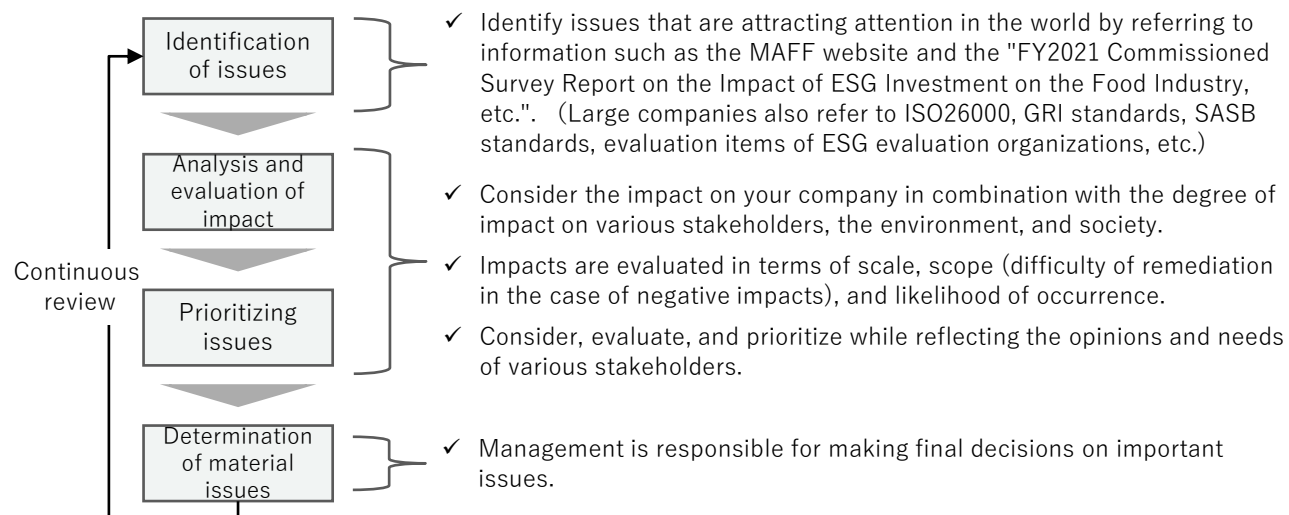 Identification
of issues
✓ Identify issues that are attracting attention in the world by referring to
information such as the MAFF website and the "FY2021 Commissioned
Survey Report on the Impact of ESG Investment on the Food Industry,
etc.". (Large companies also refer to ISO26000, GRI standards, SASB
standards, evaluation items of ESG evaluation organizations, etc.)
Analysis and
evaluation of
impact
✓ Consider the impact on your company in combination with the degree of
impact on various stakeholders, the environment, and society.
✓ Impacts are evaluated in terms of scale, scope (difficulty of remediation
in the case of negative impacts), and likelihood of occurrence.
Continuous
review
Prioritizing
issues
✓ Consider, evaluate, and prioritize while reflecting the opinions and needs
of various stakeholders.
Determination
of material
issues
✓ Management is responsible for making final decisions on important
issues.